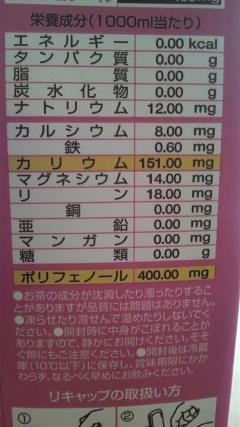 栄養成分(1000ml当たり)
エネルギー 0.00 kcal
タンパク質 0.00 g
脂質 0.00 g
炭水化物 0.00 g
ナトリウム 12.00 mg
カルシウム 8.00 mg
鉄 0.60 mg
カリウム 151.00 mg
マグネシウム 14.00 mg
リン 18.00 mg
銅 0.00 mg
亜鉛 0.00 mg
マンガン 0.00 mg
糖類 0.00 g
ポリフェノール 400.00 mg
●お茶の成分が沈澱したり濁ったりするこ
とがありますが品質には問題はありません。
●凍らせたり湯せんで温めたりしないでく
ださい。●開封時に中身がこぼれることが
ありますので、静かにお開けください。そそ
ぐ際にもご注意ください。●開封後は冷蔵
庫(10℃以下)に保存し、賞味期限にかか
わらず、なるべく早めにお飲みください。
リキャップの取扱い方
① ②